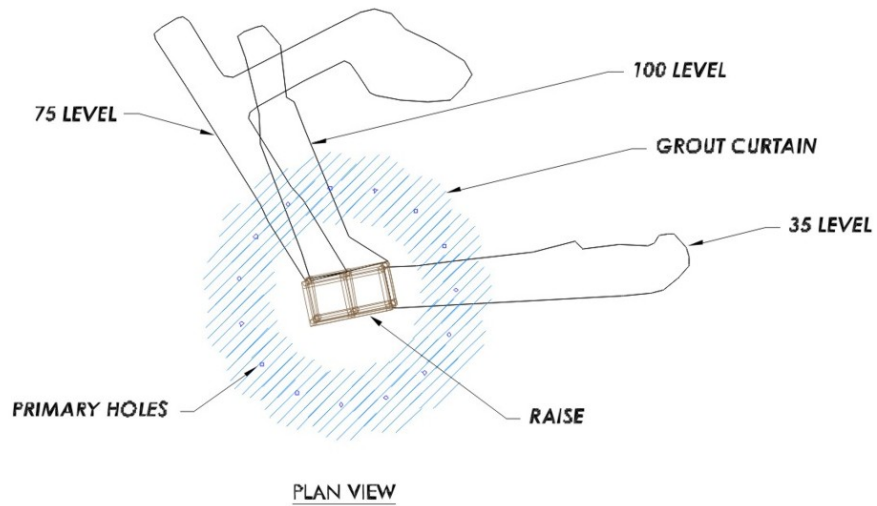 100 LEVEL
75 LEVEL
GROUT CURTAIN
35 LEVEL
PRIMARY HOLES
RAISE
PLAN VIEW